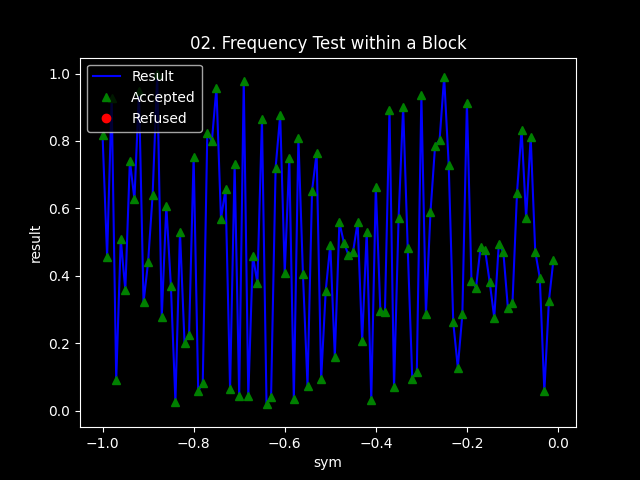 02. Frequency Test within a Block
Result
Accepted
Refused
1.0
0.8
0.6
0.4
0.2
0.0
result
−1.0 −0.8 −0.6 −0.4 −0.2 0.0
sym